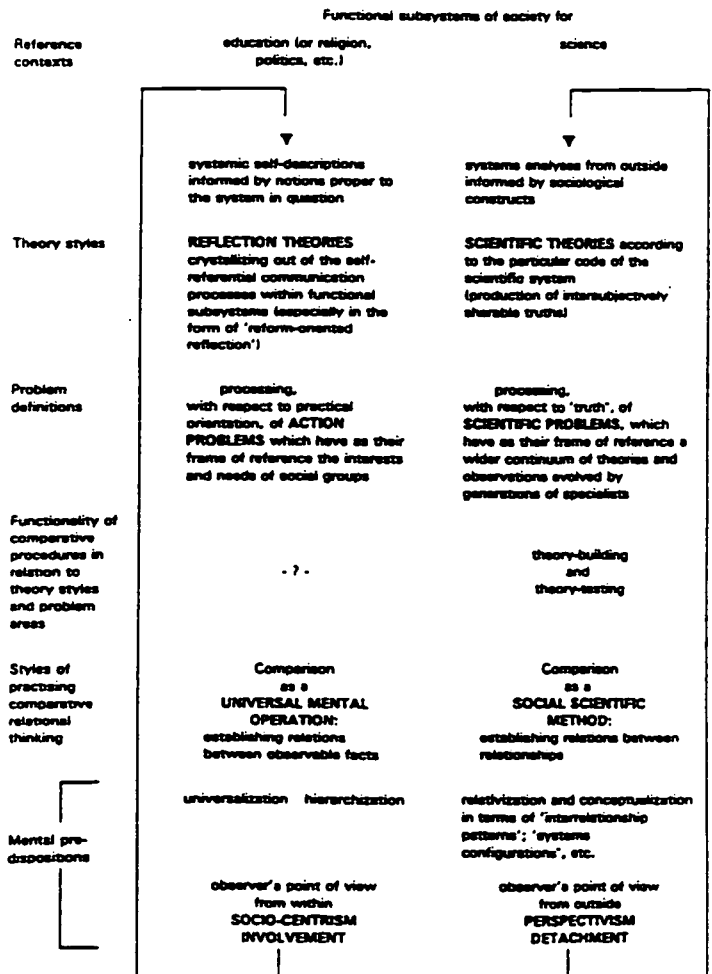 Functional subsystems of society for
Reference
contexts
education (or religion,
politics, etc.)
science
systemic self-descriptions
informed by notions proper to
the system in question
systems analyses from outside
informed by sociological
constructs
Theory styles
REFLECTION THEORIES
crystallizing out of the self-
referential communication
processes within functional
subsystems (especially in the
form of 'reform-oriented
reflection')
SCIENTIFIC THEORIES according
to the particular code of the
scientific system
(production of intersubjectively
sharable truths)
Problem
definitions
processing,
with respect to practical
orientation, of ACTION
PROBLEMS which have as their
frame of reference the interests
and needs of social groups
processing,
with respect to "truth", of
SCIENTIFIC PROBLEMS, which
have as their frame of reference a
wider continuum of theories and
observations evolved by
generations of specialists
Functionality of
comparative
procedures in
relation to
theory styles
and problem
areas
- ? -
theory-building
and
theory-testing
Styles of
practising
comparative
relational
thinking
Comparison
as a
UNIVERSAL MENTAL
OPERATION:
establishing relations
between observable facts
Comparison
as a
SOCIAL SCIENTIFIC
METHOD:
establishing relations between
relationships
Mental pre-
dispositions
universalization hierarchization
relativization and conceptualization
in terms of 'interrelationship
patterns'; 'systems
configurations', etc.
observer's point of view
from within
SOCIO-CENTRISM
INVOLVEMENT
observer's point of view
from outside
PERSPECTIVISM
DETACHMENT